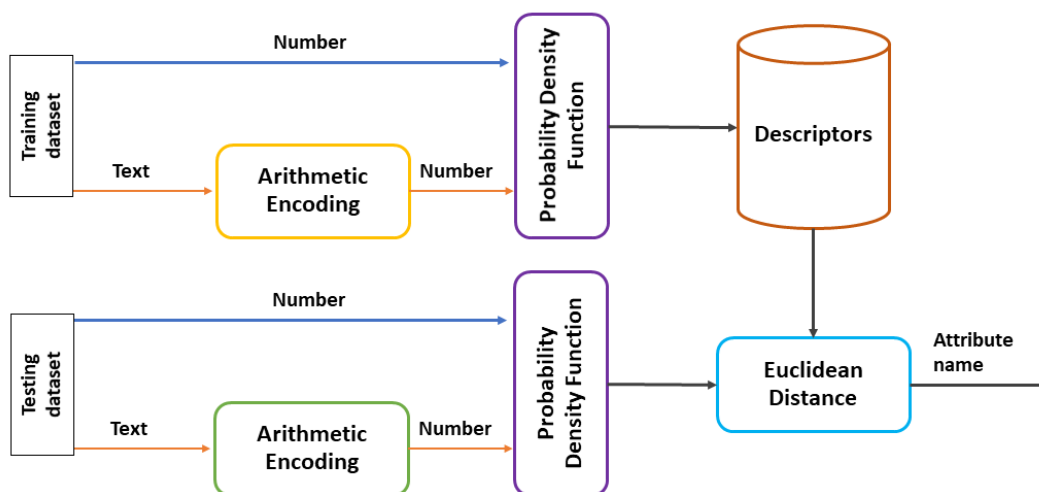 Number
Training
dataset
Text
Arithmetic
Encoding
Number
Probability Density
Function
Descriptors
Number
Testing
dataset
Text
Arithmetic
Encoding
Number
Probability
Density Function
Euclidean
Distance
Attribute
name